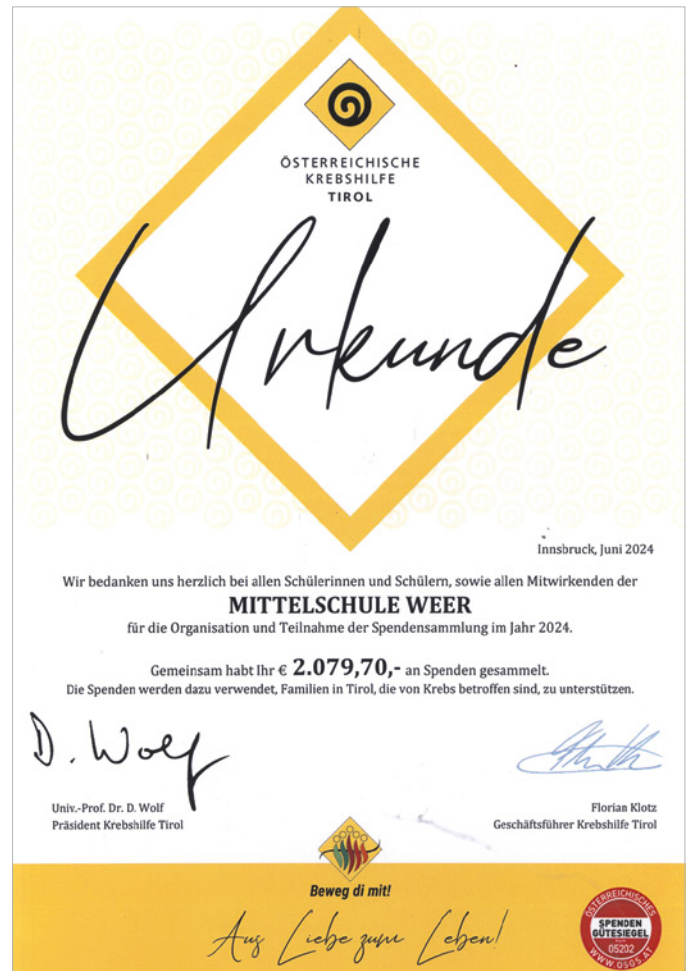 ÖSTERREICHISCHE
KREBSHILFE
TIROL
Urkunde
Innsbruck, Juni 2024
Wir bedanken uns herzlich bei allen Schülerinnen und Schülern, sowie allen Mitwirkenden der
MITTELSCHULE WEER
für die Organisation und Teilnahme der Spendensammlung im Jahr 2024.
Gemeinsam habt Ihr € 2.079,70,- an Spenden gesammelt.
Die Spenden werden dazu verwendet, Familien in Tirol, die von Krebs betroffen sind, zu unterstützen.
D. Wolf
Univ.-Prof. Dr. D. Wolf
Präsident Krebshilfe Tirol
Florian Klotz
Geschäftsführer Krebshilfe Tirol
Beweg di mit!
Aus Liebe zum Leben!
ÖSTERREICHISCHES
SPENDEN
GÜTESIEGEL
05202
WWW.OSGS.AT